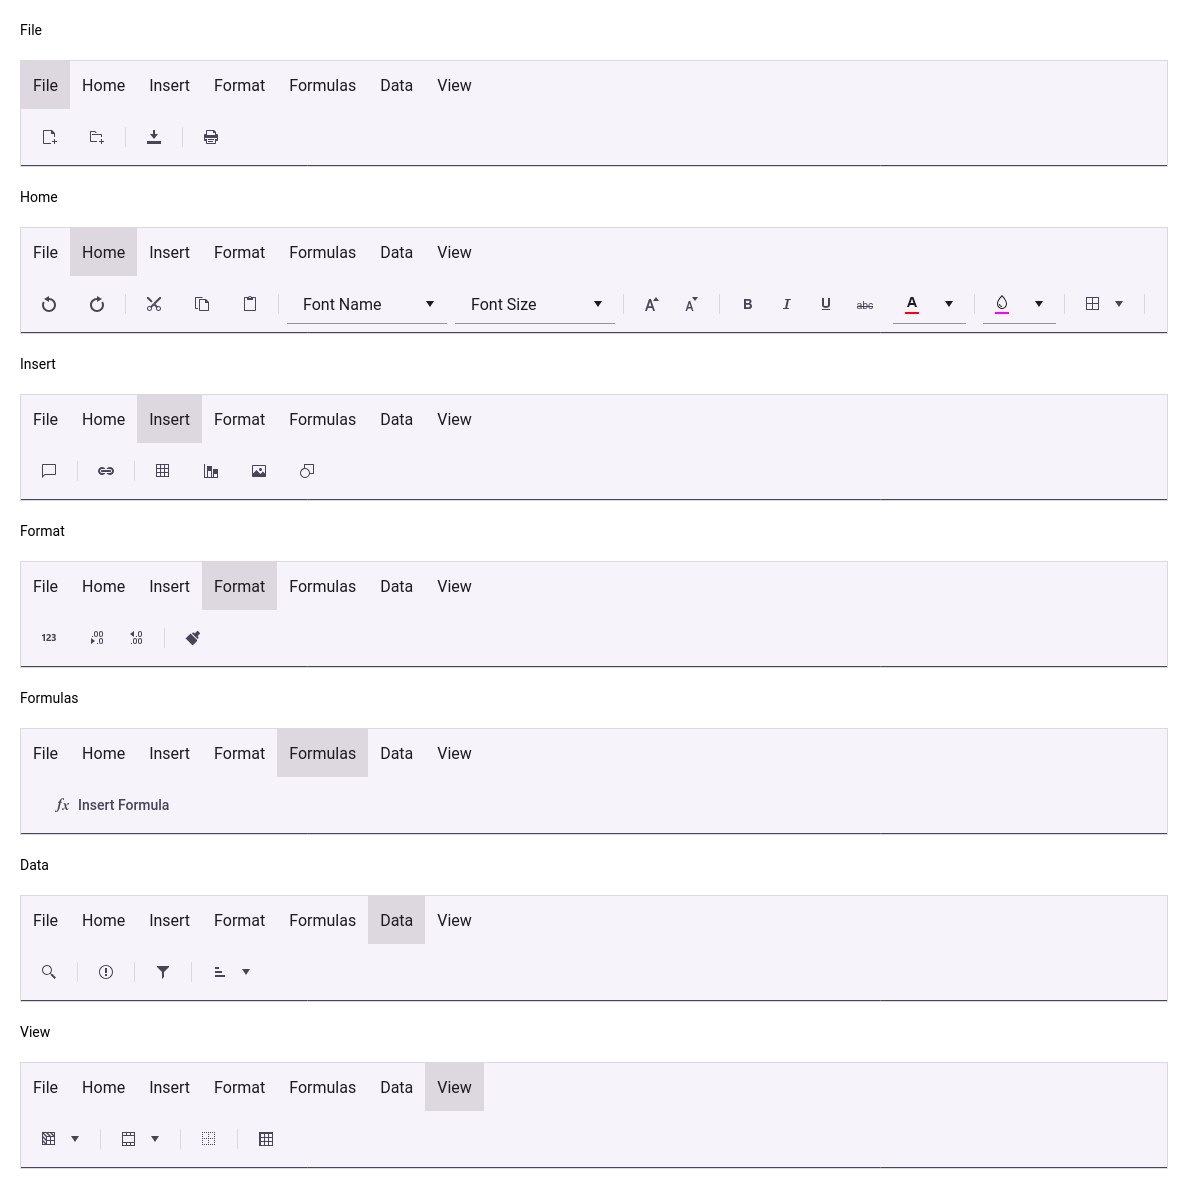 File
File Home Insert Format Formulas Data View
Home
File Home Insert Format Formulas Data View
Font Name Font Size A A B I U abc A
Insert
File Home Insert Format Formulas Data View
Format
File Home Insert Format Formulas Data View
123 .00 .0 .0 .00
Formulas
File Home Insert Format Formulas Data View
fx Insert Formula
Data
File Home Insert Format Formulas Data View
View
File Home Insert Format Formulas Data View